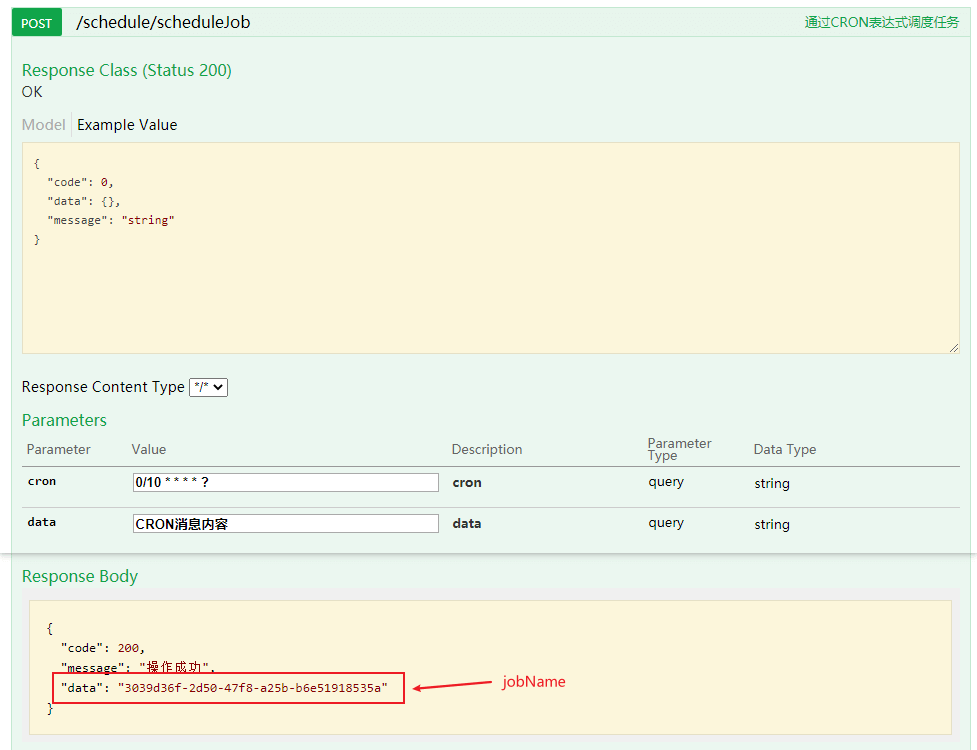 POST /schedule/scheduleJob 通过CRON表达式调度任务
Response Class (Status 200)
OK
Model Example Value
{
"code": 0,
"data": {},
"message": "string"
}
Response Content Type */*
Parameters
Parameter Value Description Parameter Type Data Type
cron 0/10 * * * * ? cron query string
data CRON消息内容 data query string
Response Body
{
"code": 200,
"message": "操作成功",
"data": "3039d36f-2d50-47f8-a25b-b6e51918535a" jobName
}